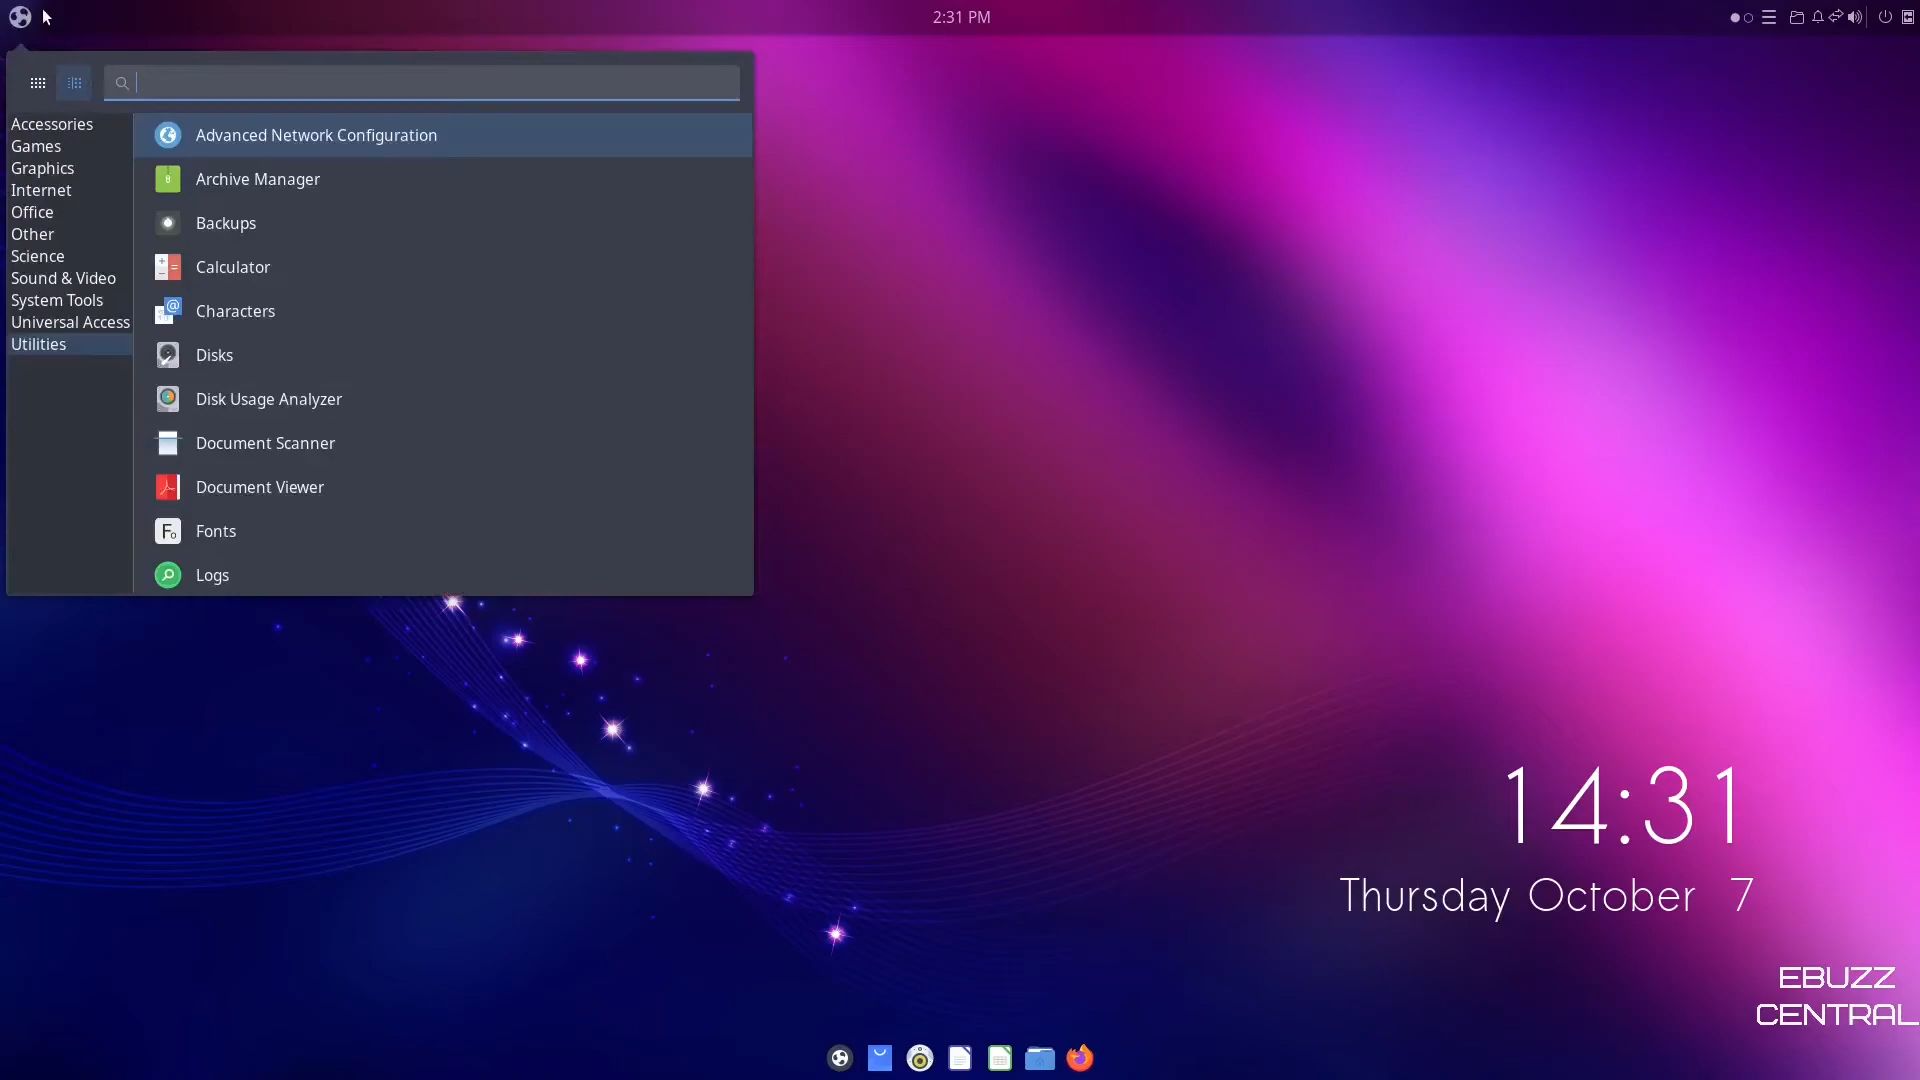 2:31 PM
Accessories
Games
Graphics
Internet
Office
Other
Science
Sound & Video
System Tools
Universal Access
Utilities
Advanced Network Configuration
Archive Manager
Backups
Calculator
Characters
Disks
Disk Usage Analyzer
Document Scanner
Document Viewer
Fonts
Logs
14:31
Thursday October 7
EBUZZ
CENTRAL